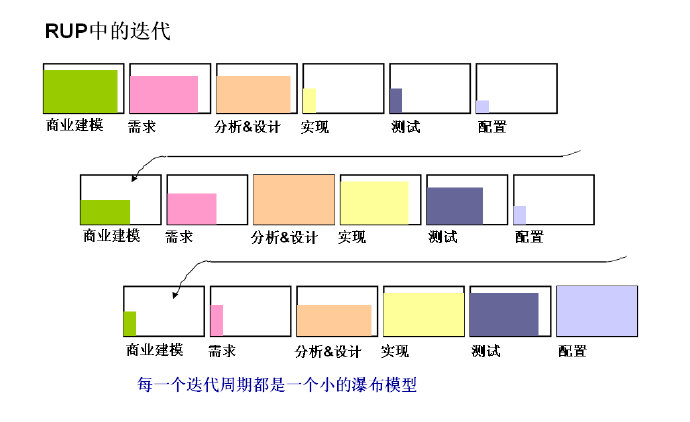 RUP中的迭代
商业建模 需求 分析&设计 实现 测试 配置
商业建模 需求 分析&设计 实现 测试 配置
商业建模 需求 分析&设计 实现 测试 配置
每一个迭代周期都是一个小的瀑布模型